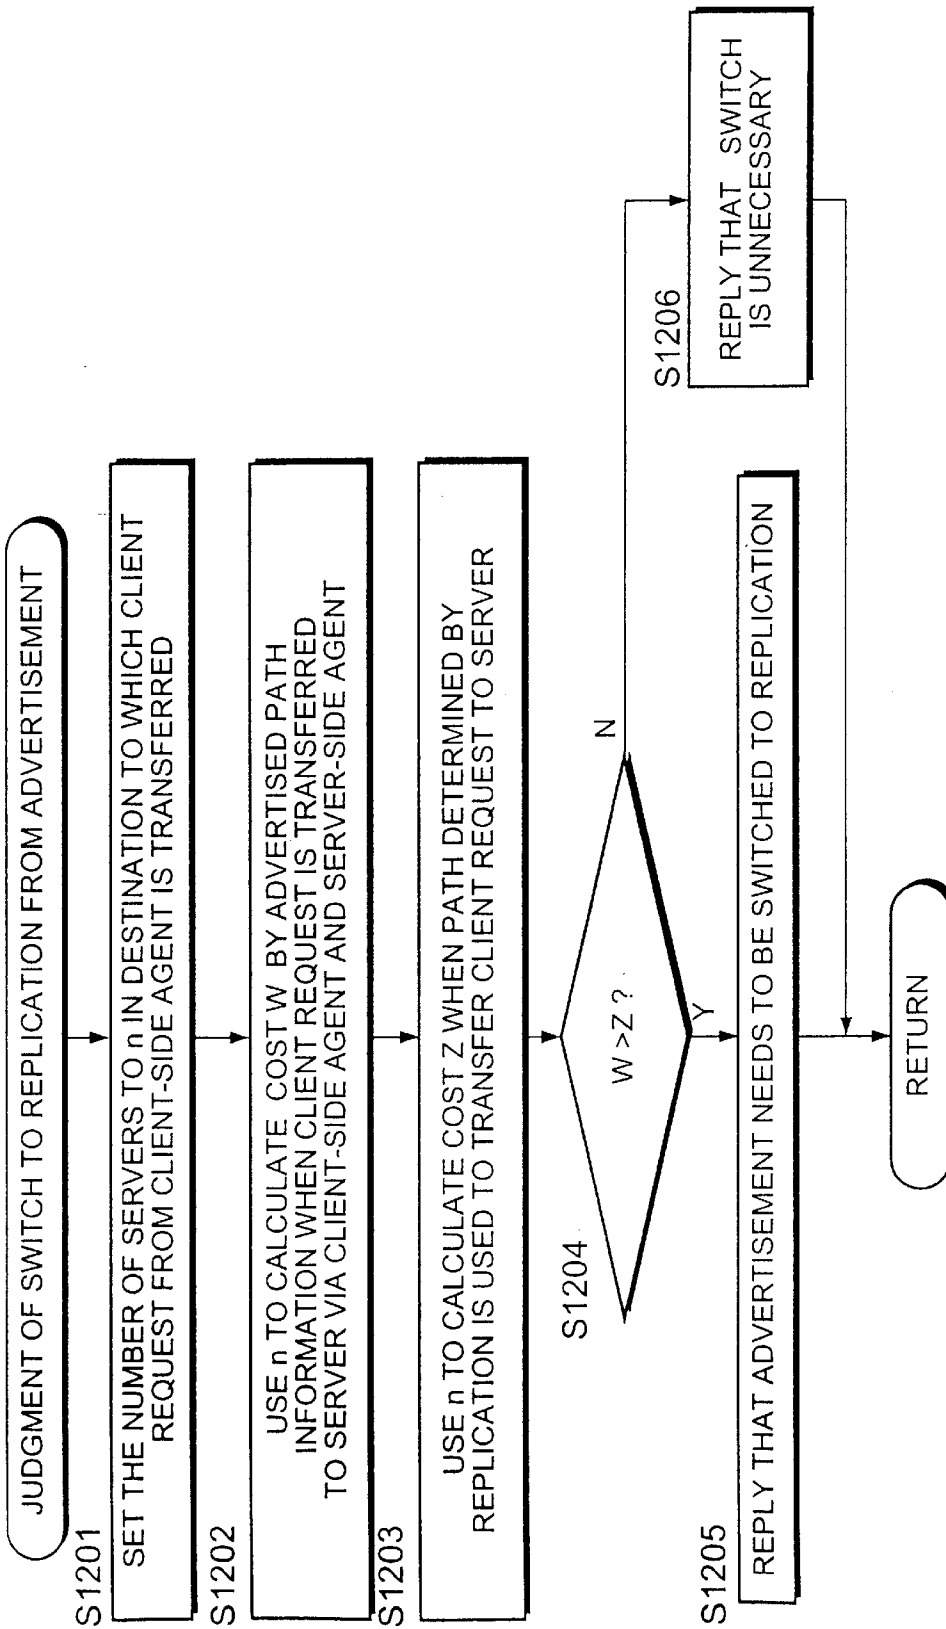 JUDGMENT OF SWITCH TO REPLICATION FROM ADVERTISEMENT
S1201
SET THE NUMBER OF SERVERS TO n IN DESTINATION TO WHICH CLIENT
REQUEST FROM CLIENT-SIDE AGENT IS TRANSFERRED
S1202
USE n TO CALCULATE COST W BY ADVERTISED PATH
INFORMATION WHEN CLIENT REQUEST IS TRANSFERRED
TO SERVER VIA CLIENT-SIDE AGENT AND SERVER-SIDE AGENT
S1203
USE n TO CALCULATE COST Z WHEN PATH DETERMINED BY
REPLICATION IS USED TO TRANSFER CLIENT REQUEST TO SERVER
S1204
W >Z ?
N
Y
S1206
REPLY THAT SWITCH
IS UNNECESSARY
S1205
REPLY THAT ADVERTISEMENT NEEDS TO BE SWITCHED TO REPLICATION
RETURN